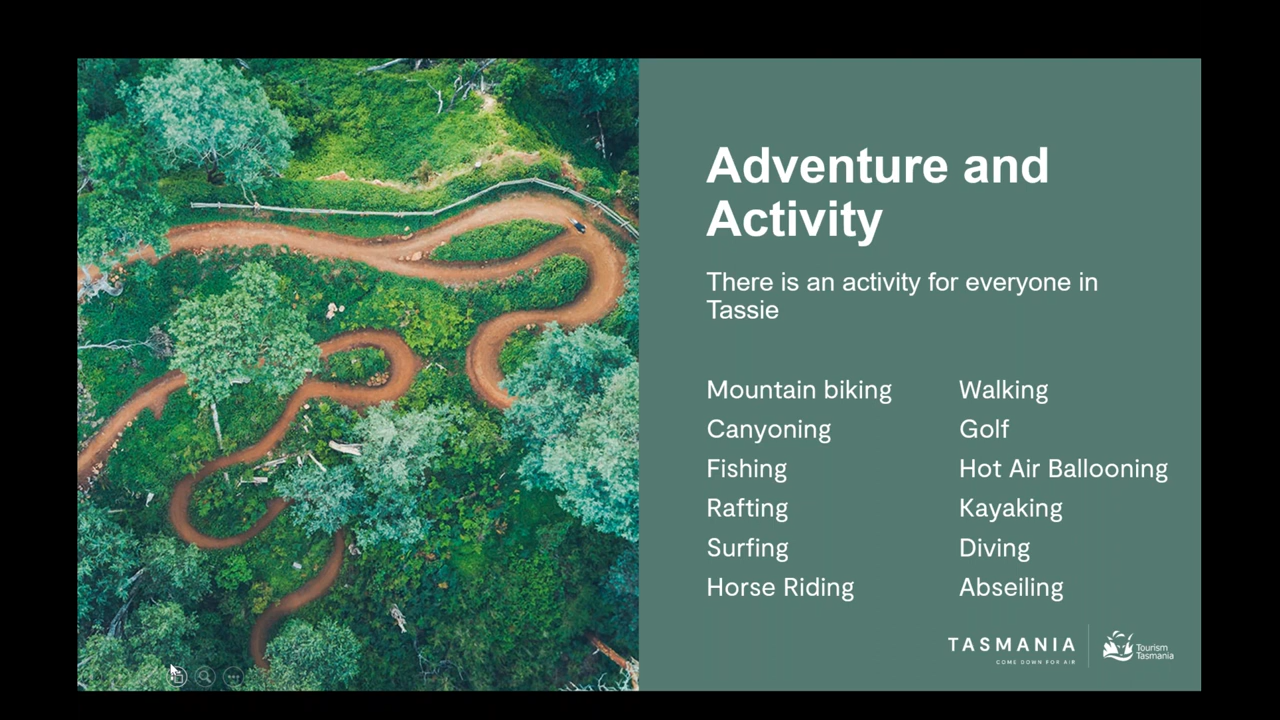 Adventure and
Activity
There is an activity for everyone in
Tassie
Mountain biking
Canyoning
Fishing
Rafting
Surfing
Horse Riding
Walking
Golf
Hot Air Ballooning
Kayaking
Diving
Abseiling
TASMANIA
COME DOWN FOR AIR
Tourism
Tasmania